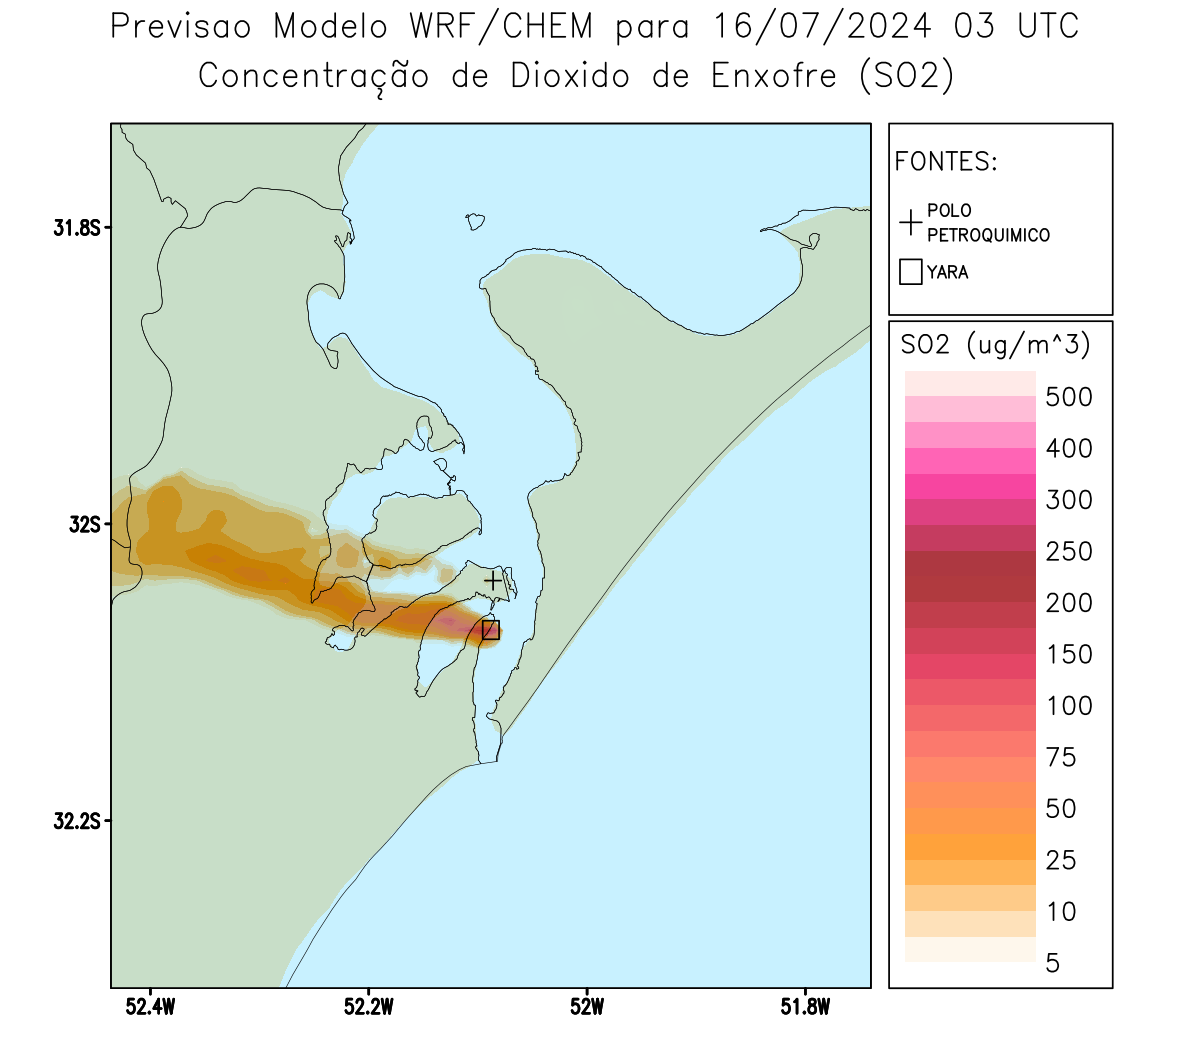 Previsao Modelo WRF/CHEM para 16/07/2024 03 UTC
Concentração de Dioxido de Enxofre (SO2)
FONTES:
POLO
PETROQUIMICO
YARA
SO2 (ug/m^3)
500
400
300
250
200
150
100
75
50
25
10
5
31.8S
32S
32.2S
52.4W
52.2W
52W
51.8W